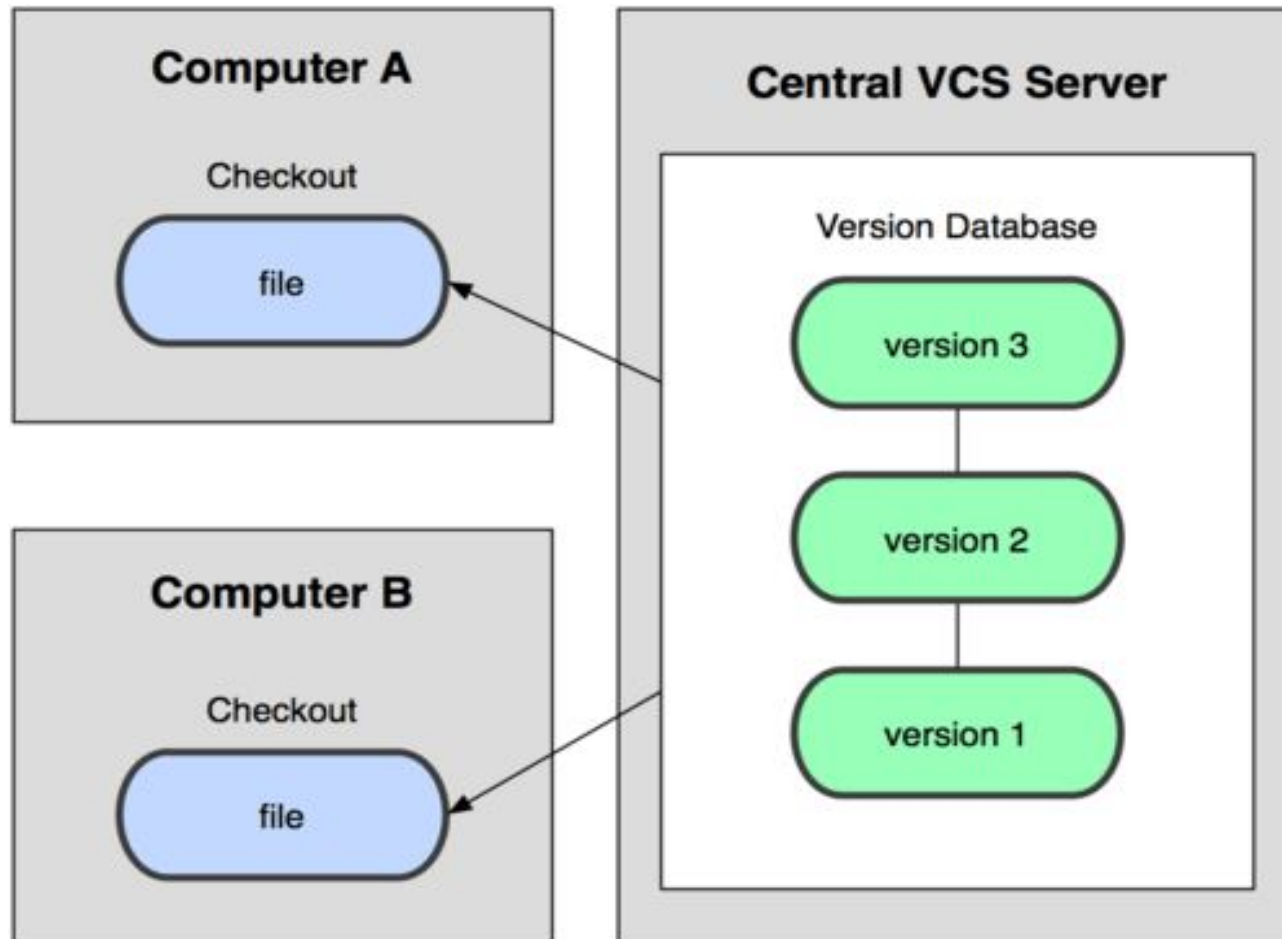 Computer A
Checkout
file
Computer B
Checkout
file
Central VCS Server
Version Database
version 3
version 2
version 1